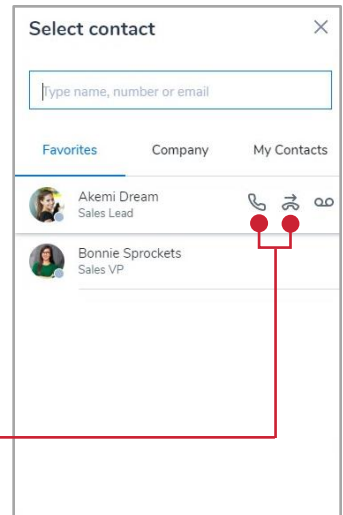 Select contact
Type name, number or email
Favorites Company My Contacts
Akemi Dream
Sales Lead
Bonnie Sprockets
Sales VP